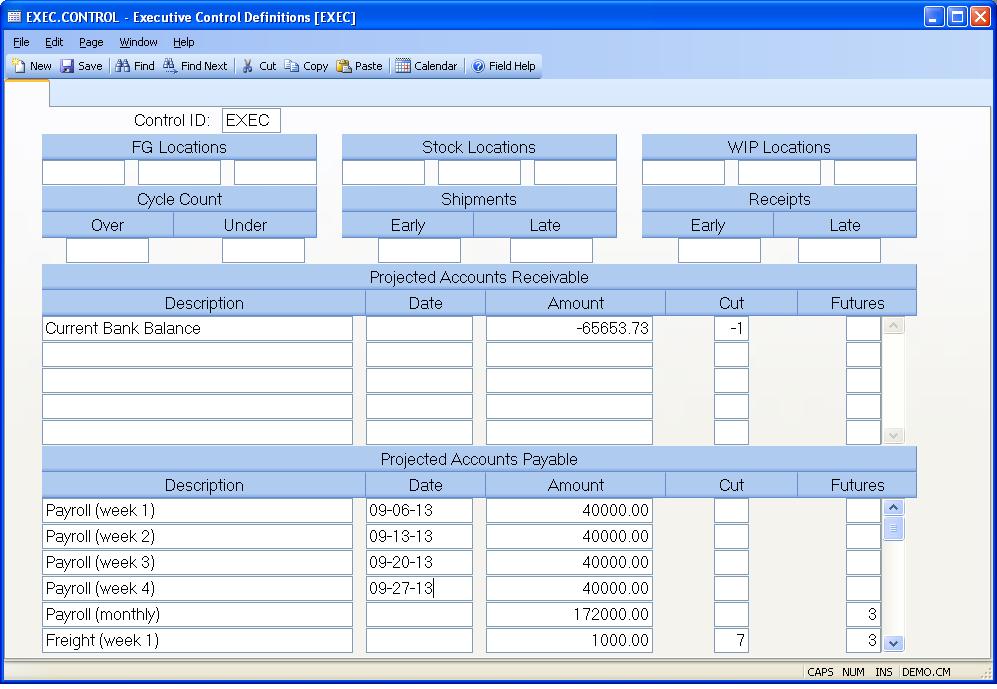 EXEC.CONTROL - Executive Control Definitions [EXEC]
File Edit Page Window Help
New Save Find Find Next Cut Copy Paste Calendar Field Help
Control ID: EXEC
FG Locations Stock Locations WIP Locations
Cycle Count Shipments Receipts
Over Under Early Late Early Late
Projected Accounts Receivable
Description Date Amount Cut Futures
Current Bank Balance -65653.73 -1
Projected Accounts Payable
Description Date Amount Cut Futures
Payroll (week 1) 09-06-13 40000.00
Payroll (week 2) 09-13-13 40000.00
Payroll (week 3) 09-20-13 40000.00
Payroll (week 4) 09-27-13 40000.00
Payroll (monthly) 172000.00 3
Freight (week 1) 1000.00 7 3
CAPS NUM INS DEMO.CM